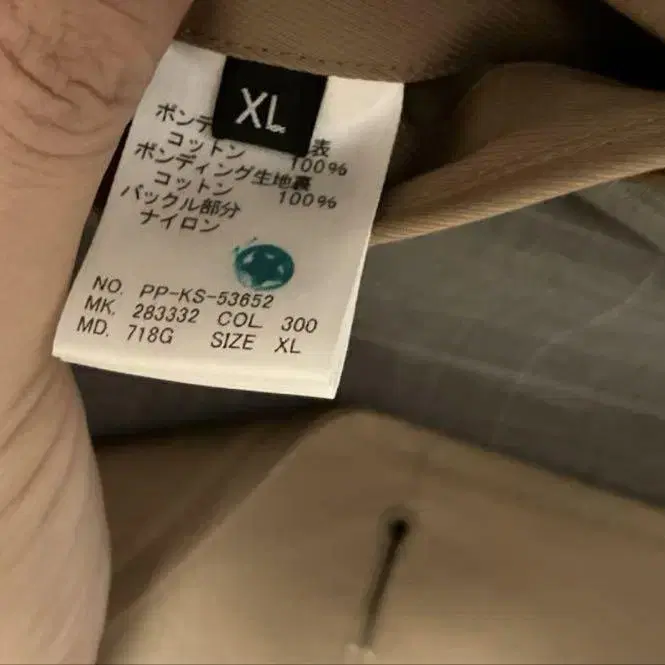 XL
ボンデ 表
コットン 100%
ボンディング生地裏
コットン 100%
バックル部分
ナイロン
NO. PP-KS-53652
MK. 283332 COL. 300
MD. 718G SIZE XL